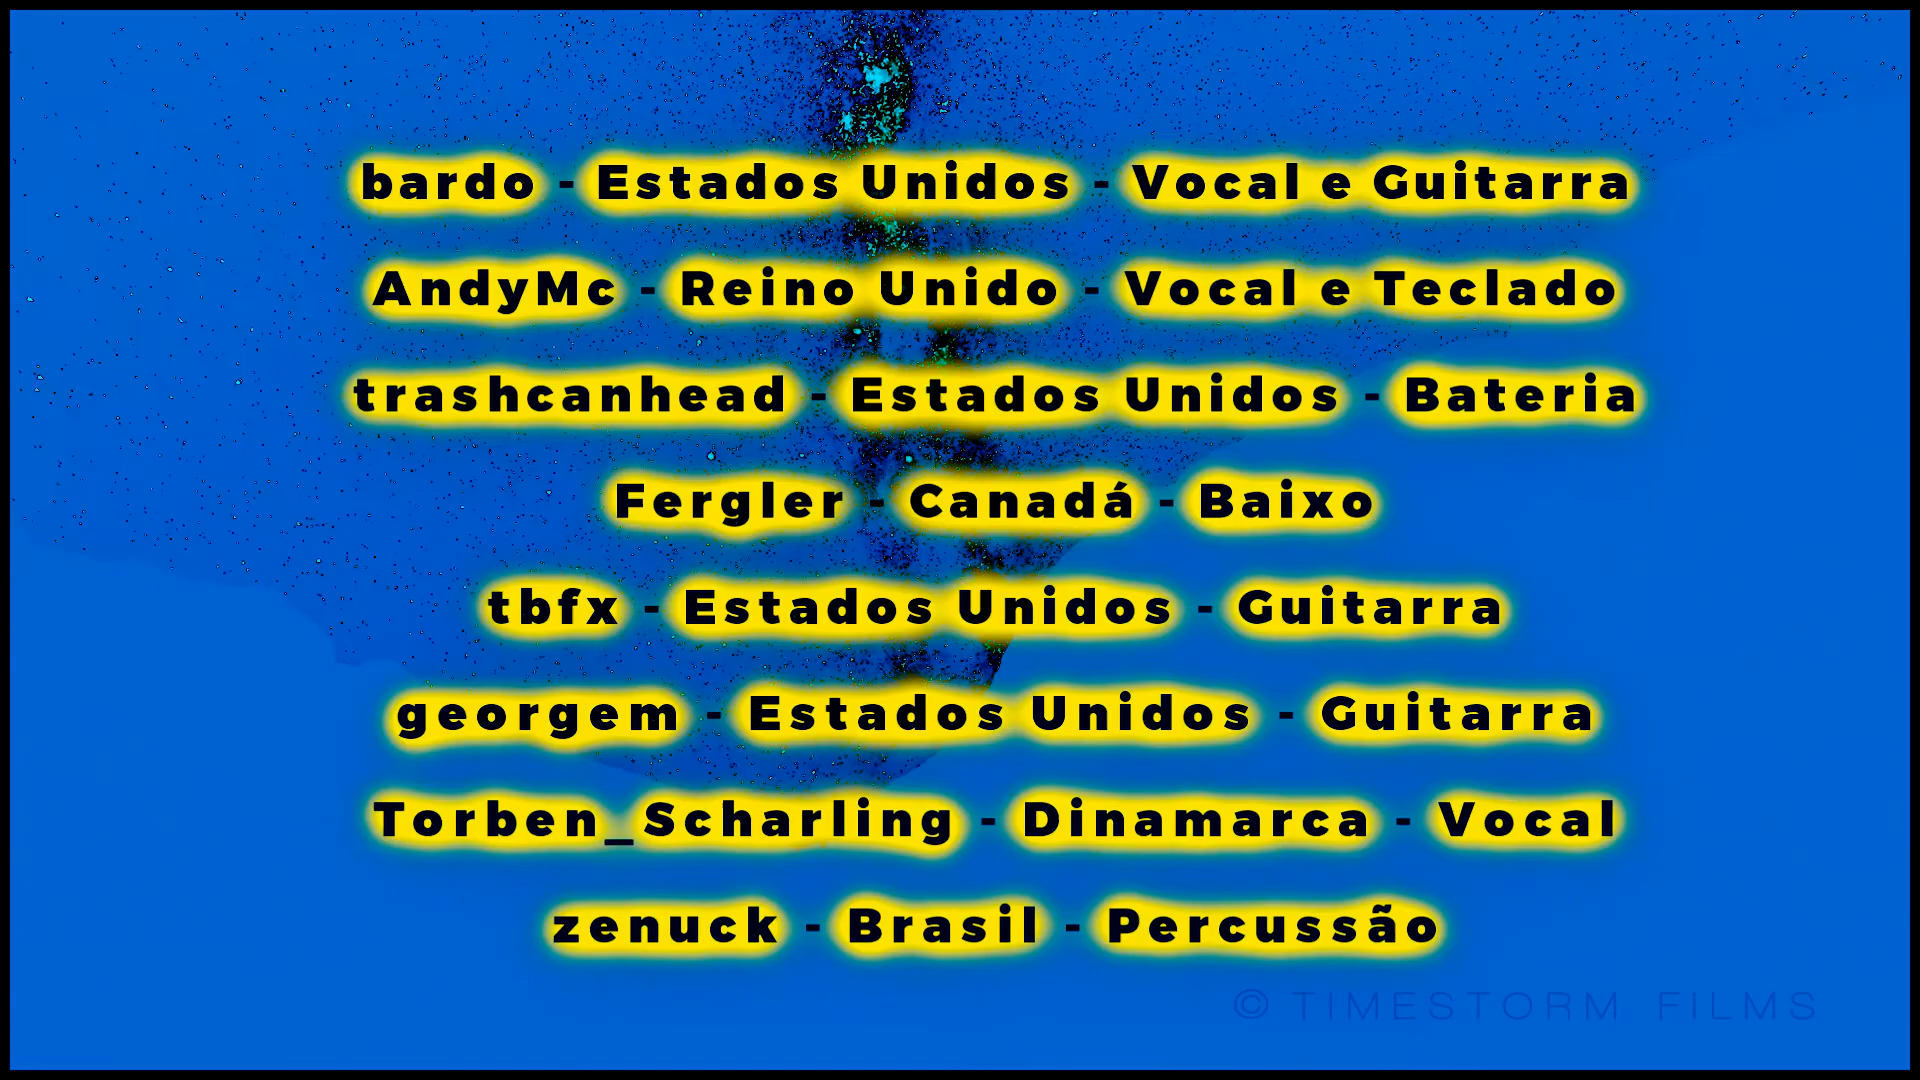 bardo - Estados Unidos - Vocal e Guitarra
AndyMc - Reino Unido - Vocal e Teclado
trashcanhead - Estados Unidos - Bateria
Fergler - Canadá - Baixo
tbfx - Estados Unidos - Guitarra
georgem - Estados Unidos - Guitarra
Torben_Scharling - Dinamarca - Vocal
zenuck - Brasil - Percussão
© TIMESTORM FILMS